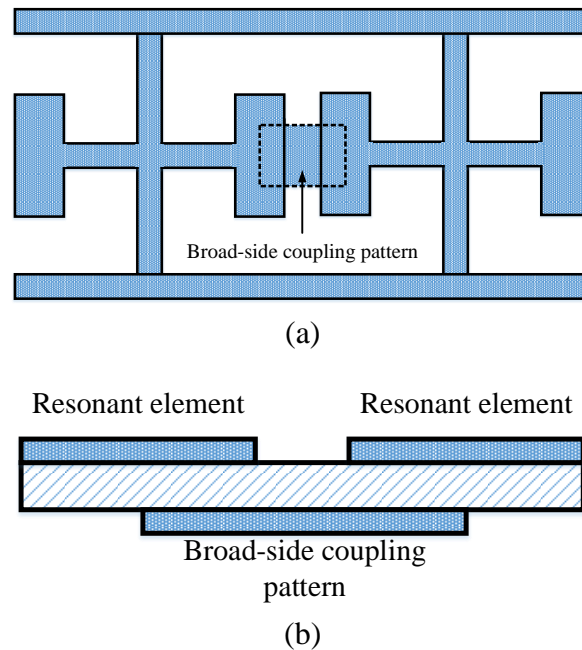 Broad-side coupling pattern
(a)
Resonant element Resonant element
Broad-side coupling
pattern
(b)